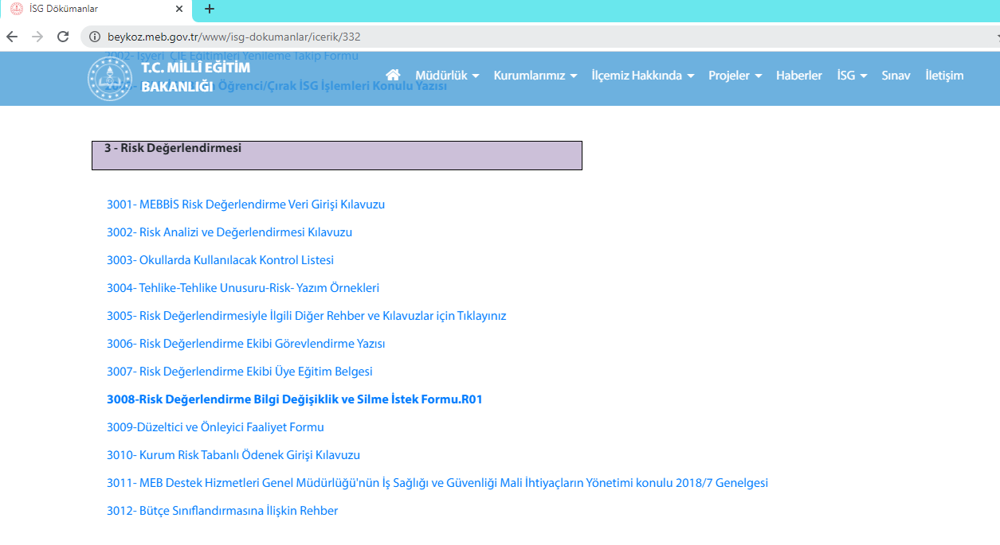 İSG Dökümanlar
beykoz.meb.gov.tr/www/isg-dokumanlar/icerik/332
2002- İşyeri ÇİE Eğitimleri Yenileme Takip Formu
T.C. MİLLÎ EĞİTİM
BAKANLIĞI
Öğrenci/Çırak İSG İşlemleri Konulu Yazısı
Müdürlük
Kurumlarımız
İlçemiz Hakkında
Projeler
Haberler
İSG
Sınav
İletişim
3 - Risk Değerlendirmesi
3001- MEBBİS Risk Değerlendirme Veri Girişi Kılavuzu
3002- Risk Analizi ve Değerlendirmesi Kılavuzu
3003- Okullarda Kullanılacak Kontrol Listesi
3004- Tehlike-Tehlike Unusuru-Risk- Yazım Örnekleri
3005- Risk Değerlendirmesiyle İlgili Diğer Rehber ve Kılavuzlar için Tıklayınız
3006- Risk Değerlendirme Ekibi Görevlendirme Yazısı
3007- Risk Değerlendirme Ekibi Üye Eğitim Belgesi
3008-Risk Değerlendirme Bilgi Değişiklik ve Silme İstek Formu.R01
3009-Düzeltici ve Önleyici Faaliyet Formu
3010- Kurum Risk Tabanlı Ödenek Girişi Kılavuzu
3011- MEB Destek Hizmetleri Genel Müdürlüğü'nün İş Sağlığı ve Güvenliği Mali İhtiyaçların Yönetimi konulu 2018/7 Genelgesi
3012- Bütçe Sınıflandırmasına İlişkin Rehber